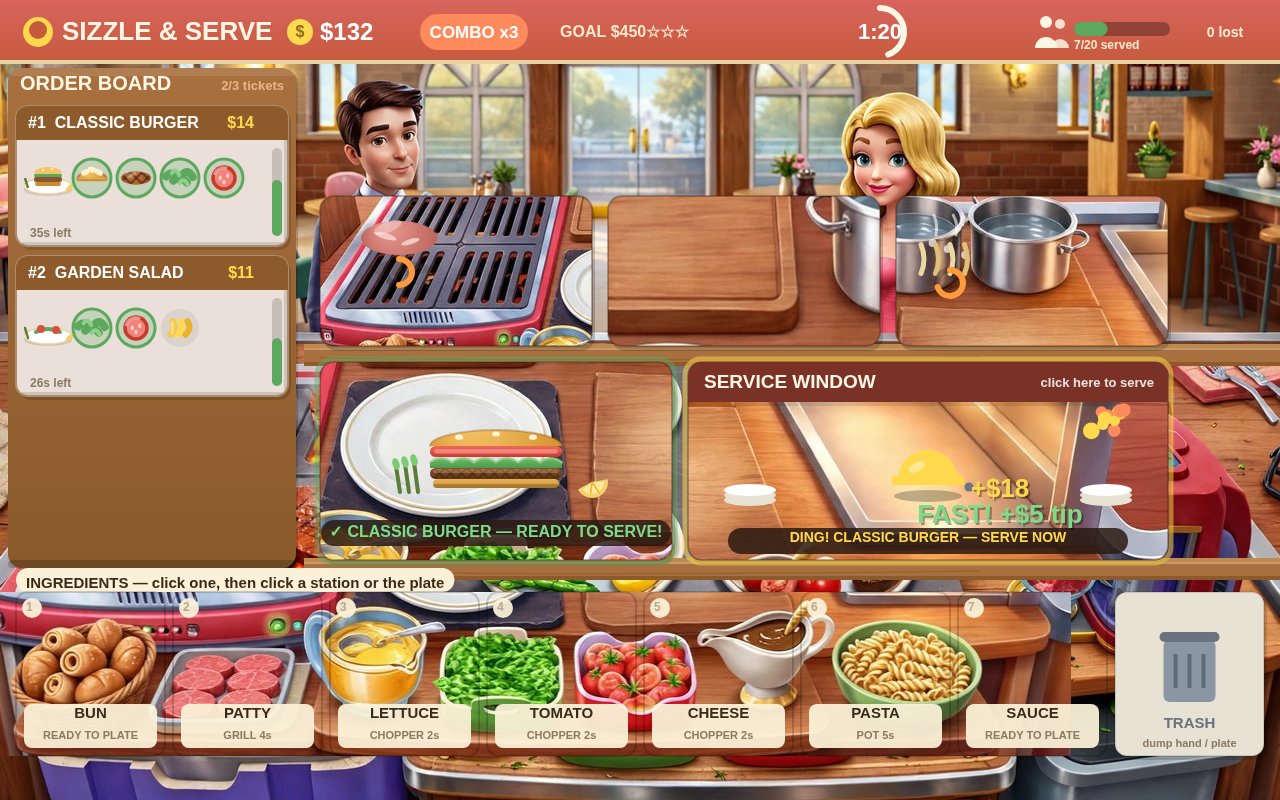 SIZZLE & SERVE $ $132 COMBO x3 GOAL $450☆☆☆ 1:20 7/20 served 0 lost
ORDER BOARD 2/3 tickets
#1 CLASSIC BURGER $14
35s left
#2 GARDEN SALAD $11
26s left
SERVICE WINDOW click here to serve
+$18
FAST! +$5 tip
✓ CLASSIC BURGER — READY TO SERVE!
DING! CLASSIC BURGER — SERVE NOW
INGREDIENTS — click one, then click a station or the plate
1 2 3 4 5 6 7
BUN PATTY LETTUCE TOMATO CHEESE PASTA SAUCE
READY TO PLATE GRILL 4s CHOPPER 2s CHOPPER 2s CHOPPER 2s POT 5s READY TO PLATE
TRASH
dump hand / plate